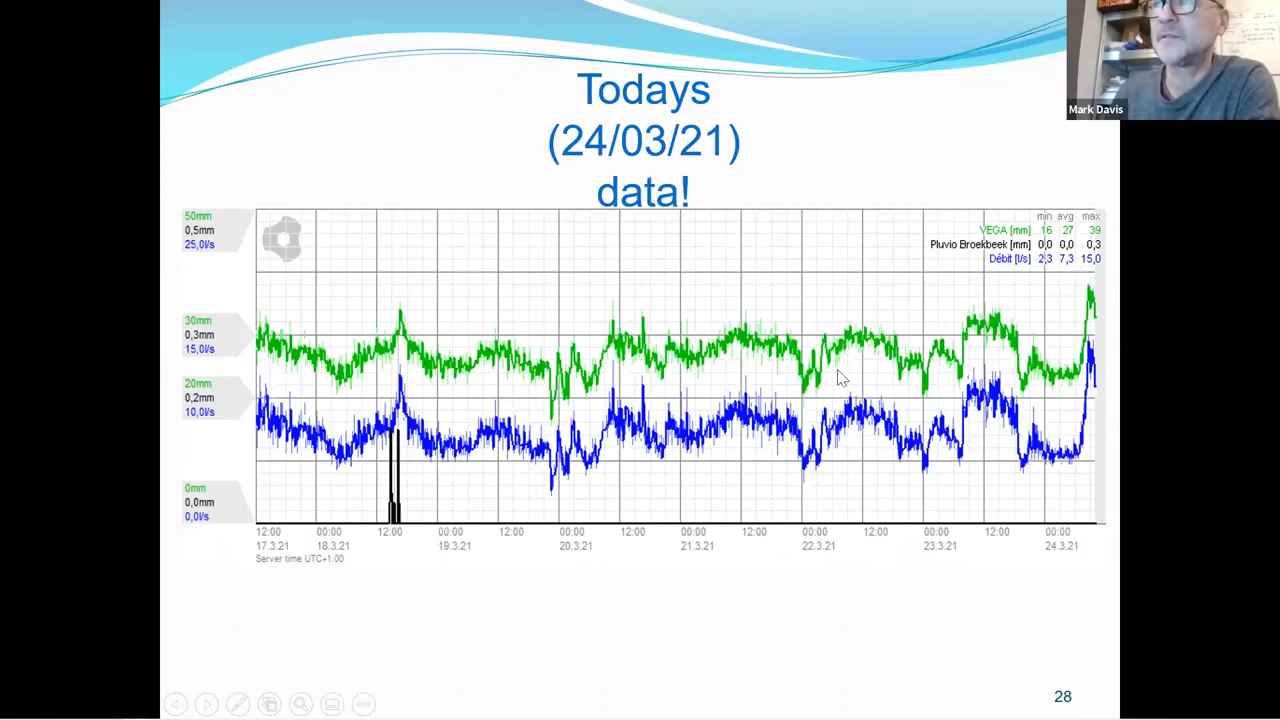 Todays
(24/03/21)
data!
Mark Davis
50mm
0,5mm
25,0l/s
min avg max
VEGA [mm] 16 27 39
Pluvio Broekbeek [mm] 0,0 0,0 0,3
Débit [l/s] 2,3 7,3 15,0
30mm
0,3mm
15,0l/s
20mm
0,2mm
10,0l/s
0mm
0,0mm
0,0l/s
12:00 00:00 12:00 00:00 12:00 00:00 12:00 00:00 12:00 00:00 12:00 00:00 12:00 00:00
17.3.21 18.3.21 19.3.21 20.3.21 21.3.21 22.3.21 23.3.21 24.3.21
Server time UTC+1.00
28